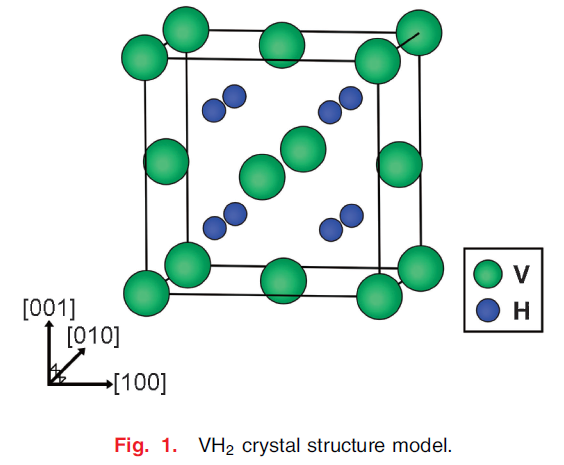 V
H
[001]
[010]
[100]
Fig. 1. VH₂ crystal structure model.